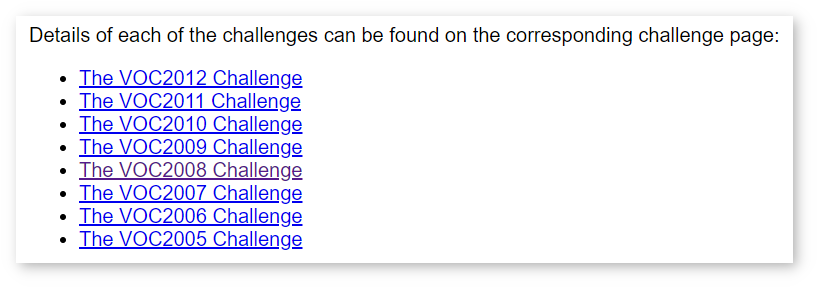 Details of each of the challenges can be found on the corresponding challenge page:
The VOC2012 Challenge
The VOC2011 Challenge
The VOC2010 Challenge
The VOC2009 Challenge
The VOC2008 Challenge
The VOC2007 Challenge
The VOC2006 Challenge
The VOC2005 Challenge